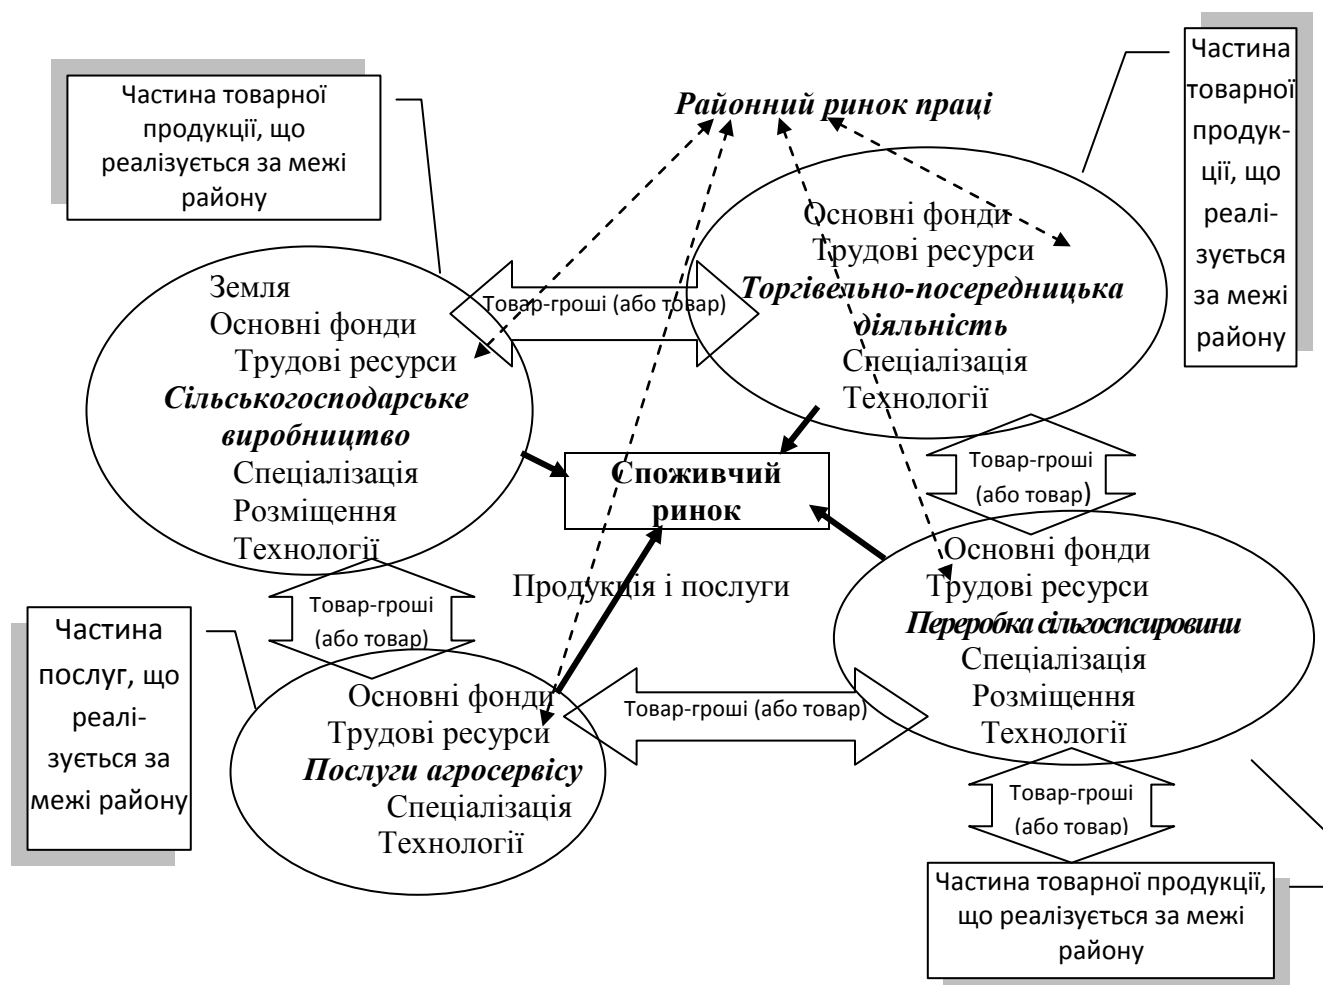 Частина товарної
продукції, що
реалізується за межі
району
Районний ринок праці
Частина
товарної
продук-
ції, що
реалі-
зується
за межі
району
Основні фонди
Трудові ресурси
Торгівельно-посередницька
діяльність
Спеціалізація
Технології
Товар-гроші (або товар)
Земля
Основні фонди
Трудові ресурси
Сільськогосподарське
виробництво
Спеціалізація
Розміщення
Технології
Споживчий
ринок
Товар-гроші
(або товар)
Продукція і послуги
Основні фонди
Трудові ресурси
Переробка сільгоспсировини
Спеціалізація
Розміщення
Технології
Товар-гроші
(або товар)
Частина
послуг, що
реалі-
зується за
межі району
Основні фонди
Трудові ресурси
Послуги агросервісу
Спеціалізація
Технології
Товар-гроші (або товар)
Товар-гроші
(або товар)
Частина товарної продукції,
що реалізується за межі
району